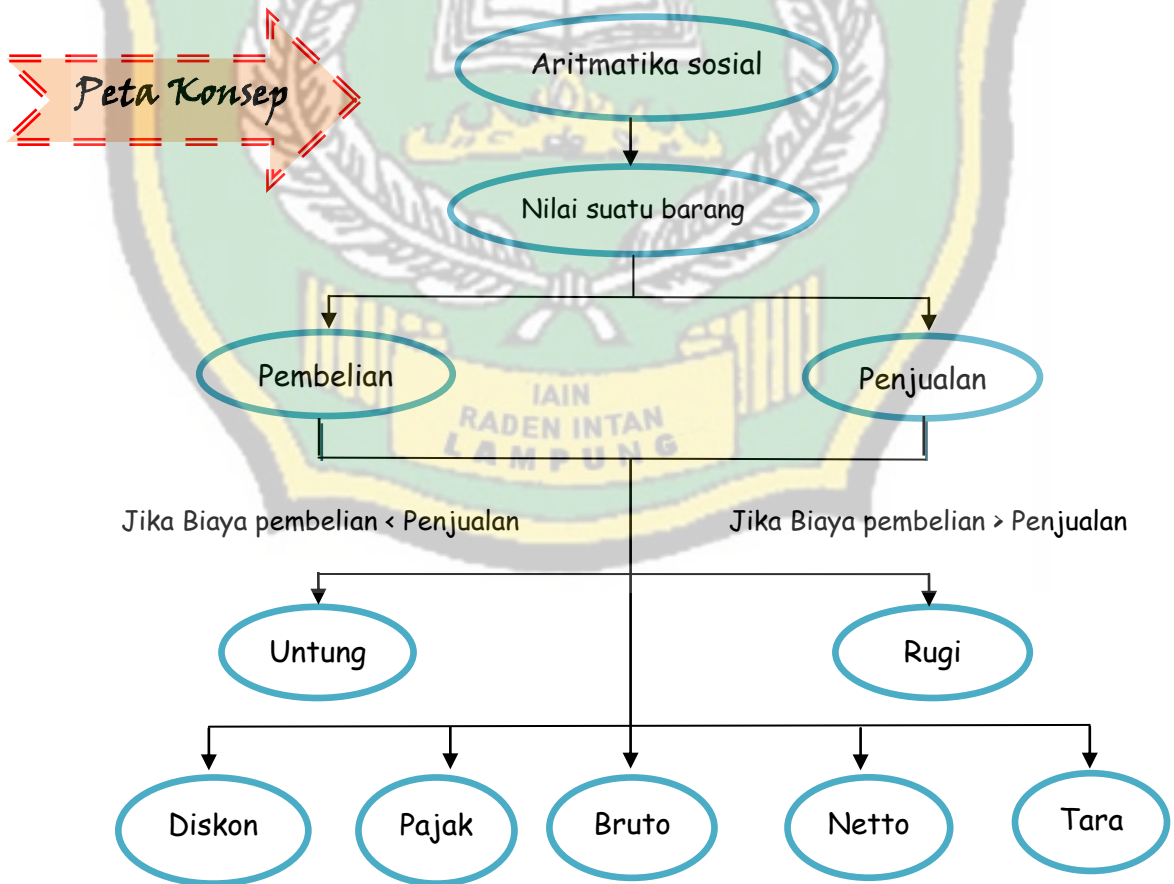 Peta Konsep
Aritmatika sosial
Nilai suatu barang
Pembelian
Penjualan
IAIN
RADEN INTAN
LAMPUNG
Jika Biaya pembelian < Penjualan
Jika Biaya pembelian > Penjualan
Untung
Rugi
Diskon
Pajak
Bruto
Netto
Tara